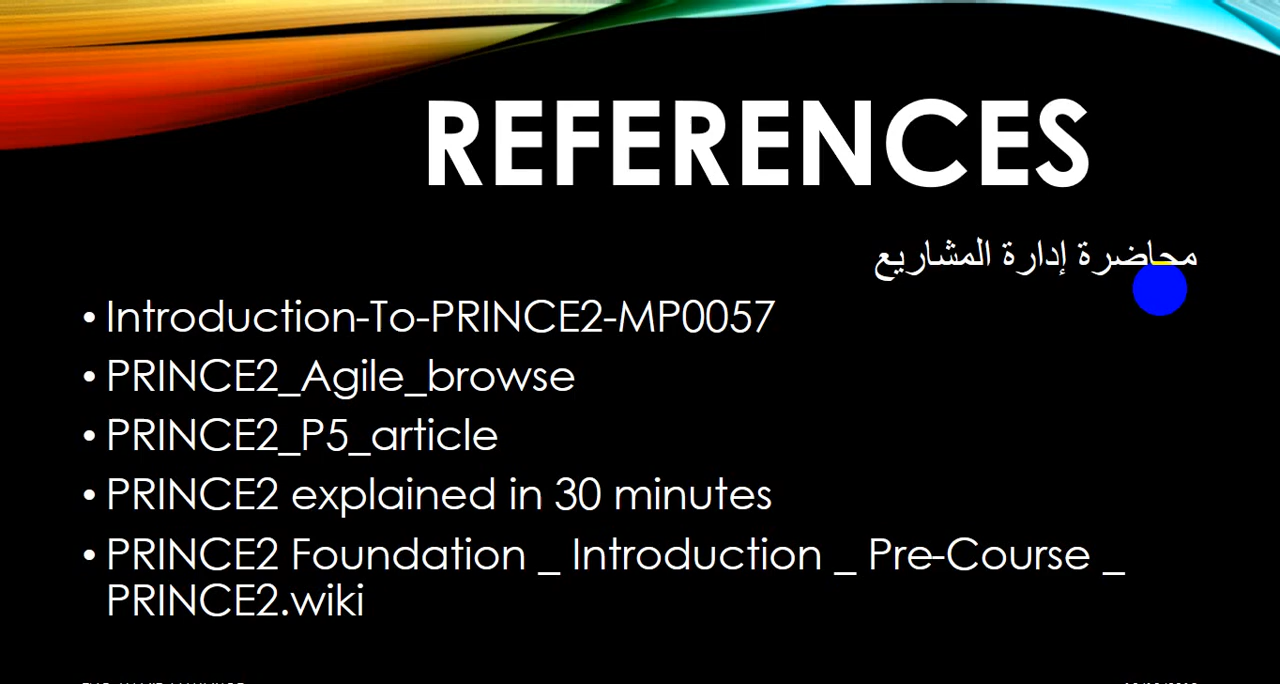 REFERENCES
محاضرة إدارة المشاريع
• Introduction-To-PRINCE2-MP0057
• PRINCE2_Agile_browse
• PRINCE2_P5_article
• PRINCE2 explained in 30 minutes
• PRINCE2 Foundation _ Introduction _ Pre-Course _
PRINCE2.wiki